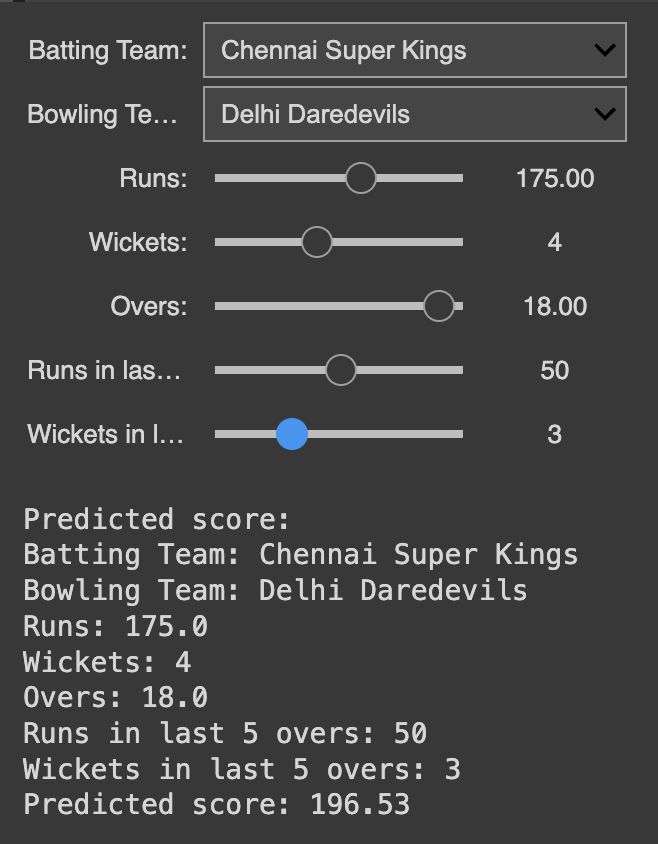 Batting Team: Chennai Super Kings
Bowling Te... Delhi Daredevils
Runs: 175.00
Wickets: 4
Overs: 18.00
Runs in las... 50
Wickets in l... 3
Predicted score:
Batting Team: Chennai Super Kings
Bowling Team: Delhi Daredevils
Runs: 175.0
Wickets: 4
Overs: 18.0
Runs in last 5 overs: 50
Wickets in last 5 overs: 3
Predicted score: 196.53